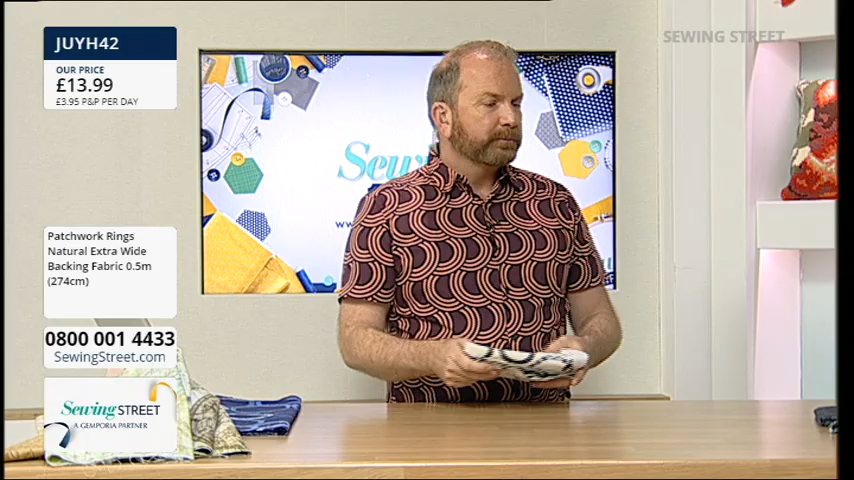 JUYH42
OUR PRICE
£13.99
£3.95 P&P PER DAY
SEWING STREET
Sew
Patchwork Rings
Natural Extra Wide
Backing Fabric 0.5m
(274cm)
0800 001 4433
SewingStreet.com
Sewing STREET
A GEMPORIA PARTNER